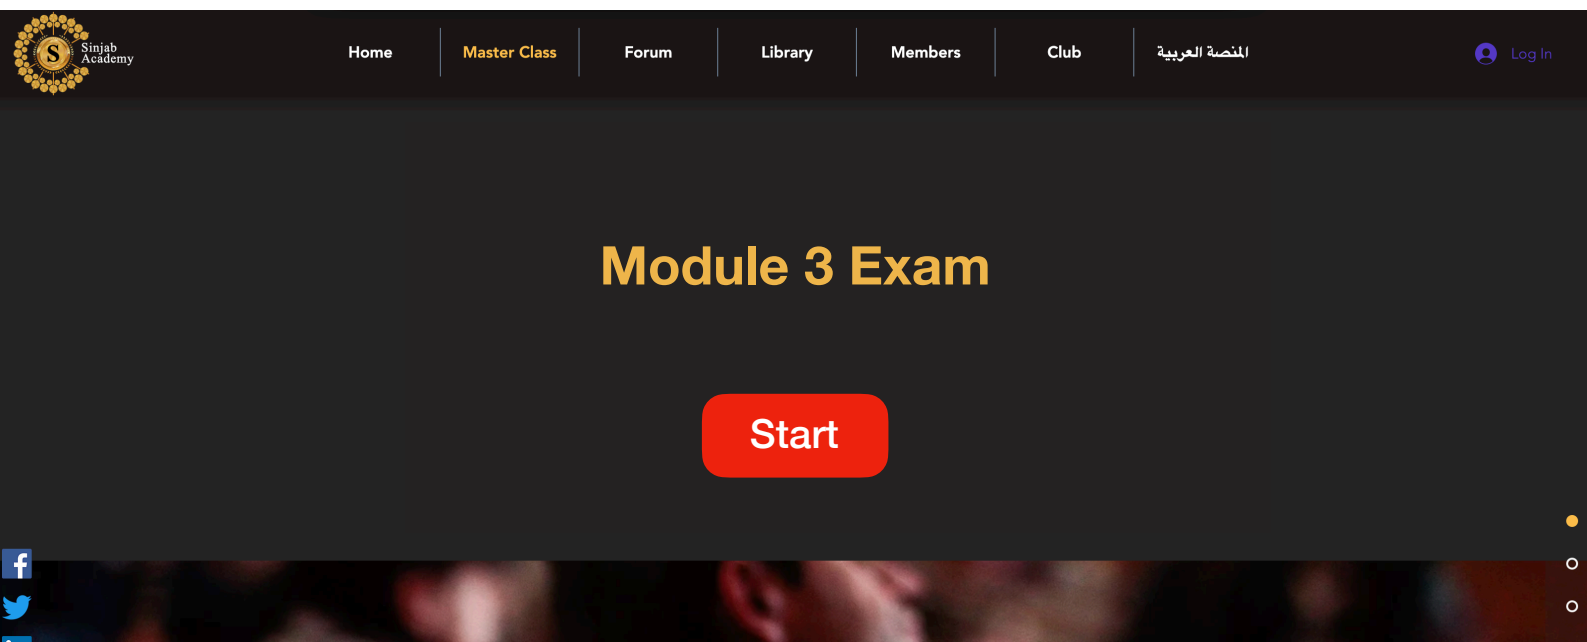 Sinjab
Academy
S
Home
Master Class
Forum
Library
Members
Club
المنصة العربية
Log In
Module 3 Exam
Start